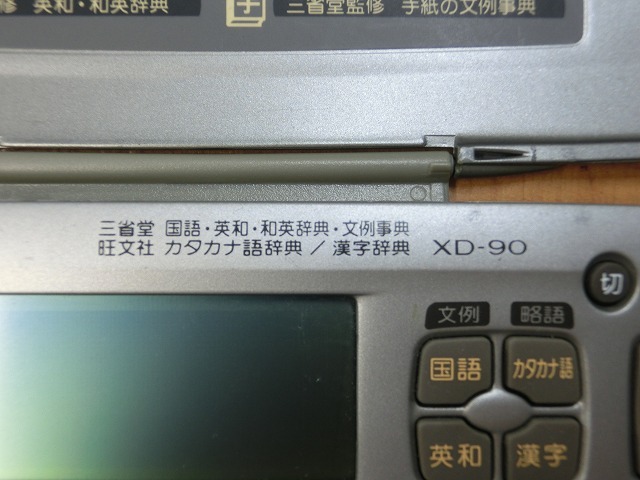 修 英和・和英辞典
三省堂監修 手紙の文例事典
三省堂 国語・英和・和英辞典・文例事典
旺文社 カタカナ語辞典／漢字辞典 XD-90
切
文例 略語
国語 カタカナ語
英和 漢字